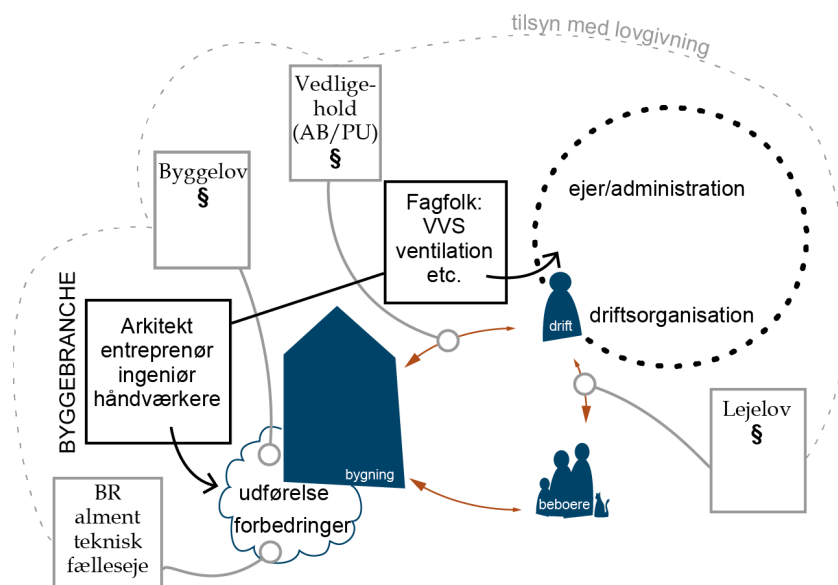 tilsyn med lovgivning
Vedlige-
hold
(AB/PU)
§
Byggelov
§
Fagfolk:
VVS
ventilation
etc.
ejer/administration
drift
driftsorganisation
BYGGEBRANCHE
Arkitekt
entreprenør
ingeniør
håndværkere
bygning
Lejelov
§
beboere
udførelse
forbedringer
BR
alment
teknisk
fælleseje